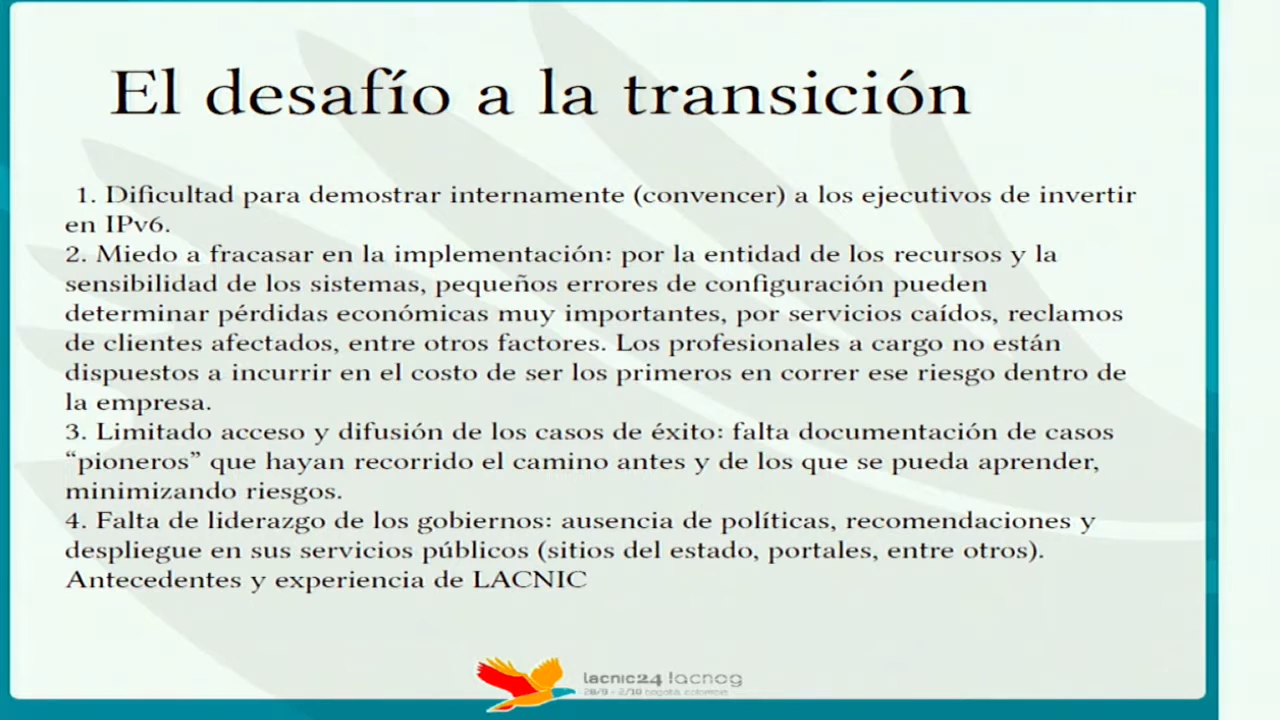 El desafío a la transición
1. Dificultad para demostrar internamente (convencer) a los ejecutivos de invertir
en IPv6.
2. Miedo a fracasar en la implementación: por la entidad de los recursos y la
sensibilidad de los sistemas, pequeños errores de configuración pueden
determinar pérdidas económicas muy importantes, por servicios caídos, reclamos
de clientes afectados, entre otros factores. Los profesionales a cargo no están
dispuestos a incurrir en el costo de ser los primeros en correr ese riesgo dentro de
la empresa.
3. Limitado acceso y difusión de los casos de éxito: falta documentación de casos
“pioneros” que hayan recorrido el camino antes y de los que se pueda aprender,
minimizando riesgos.
4. Falta de liderazgo de los gobiernos: ausencia de políticas, recomendaciones y
despliegue en sus servicios públicos (sitios del estado, portales, entre otros).
Antecedentes y experiencia de LACNIC
lacnic24 lacnog
28/9 - 2/10 bogotá, colombia